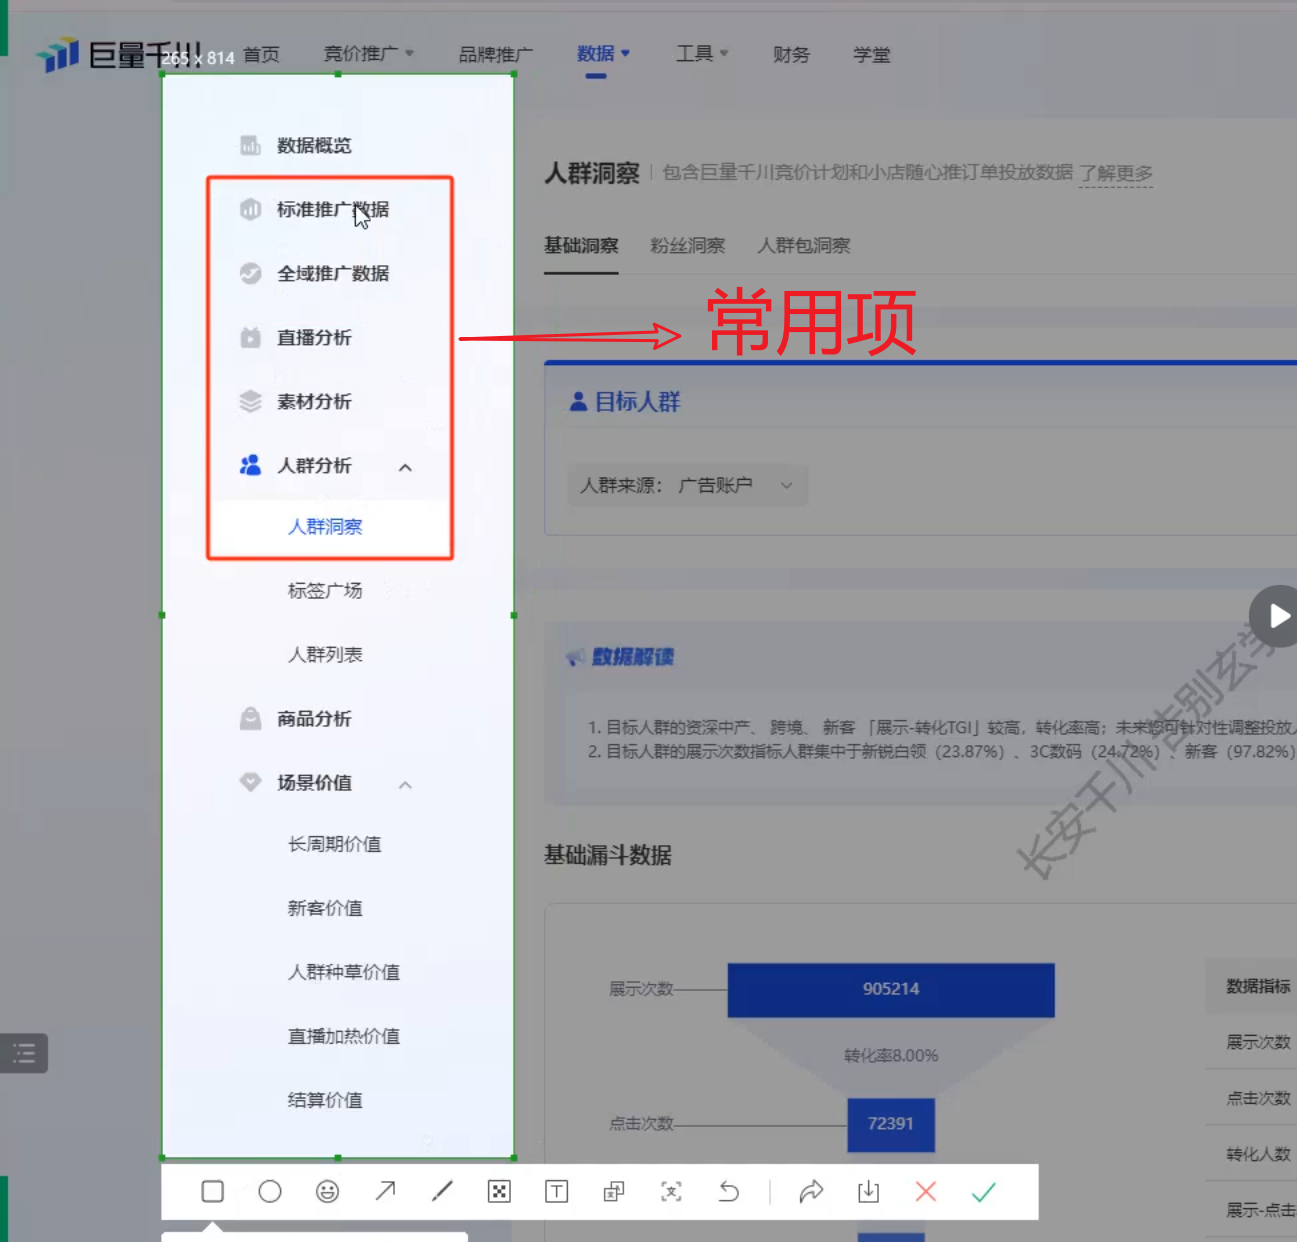 巨量千川
265 x 814
首页
竞价推广
品牌推广
数据
工具
财务
学堂
数据概览
标准推广数据
全域推广数据
直播分析
素材分析
人群分析
人群洞察
标签广场
人群列表
商品分析
场景价值
长周期价值
新客价值
人群种草价值
直播加热价值
结算价值
常用项
人群洞察
包含巨量千川竞价计划和小店随心推订单投放数据 了解更多
基础洞察
粉丝洞察
人群包洞察
目标人群
人群来源： 广告账户
数据解读
1. 目标人群的资深中产、 跨境、 新客 「展示-转化TGI」较高，转化率高；未来您可针对性调整投放
2. 目标人群的展示次数指标人群集中于新锐白领（23.87%）、3C数码（24.72%）、新客（97.82%）
长安千川 告别玄学
基础漏斗数据
展示次数
905214
转化率8.00%
点击次数
72391
数据指标
展示次数
点击次数
转化人数
展示-点击